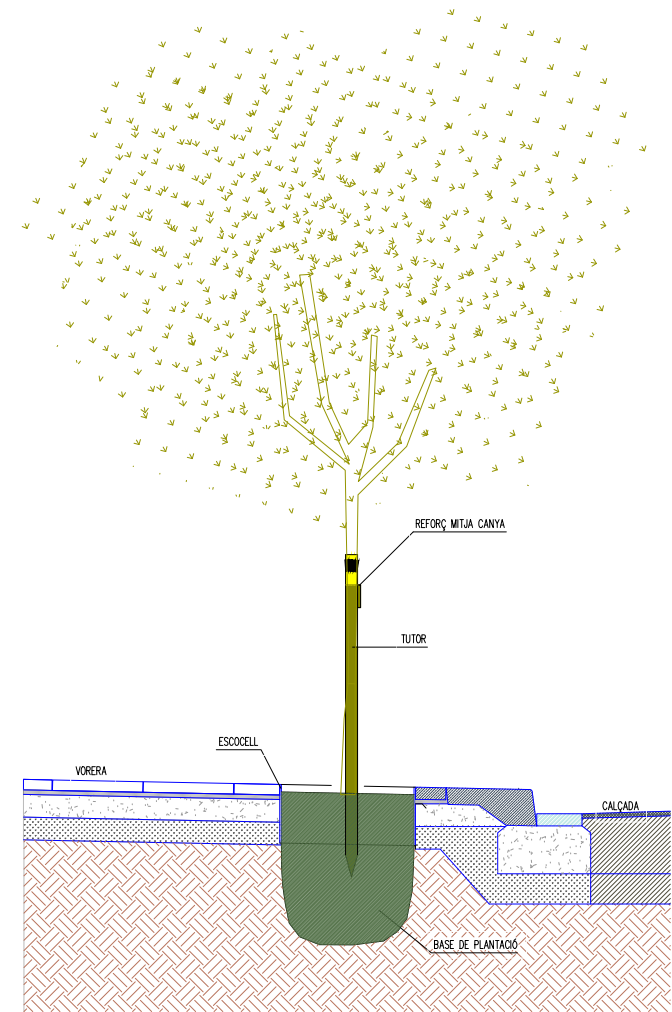 REFORÇ MITJA CANYA
TUTOR
ESCOCELL
VORERA
CALÇADA
BASE DE PLANTACIÓ